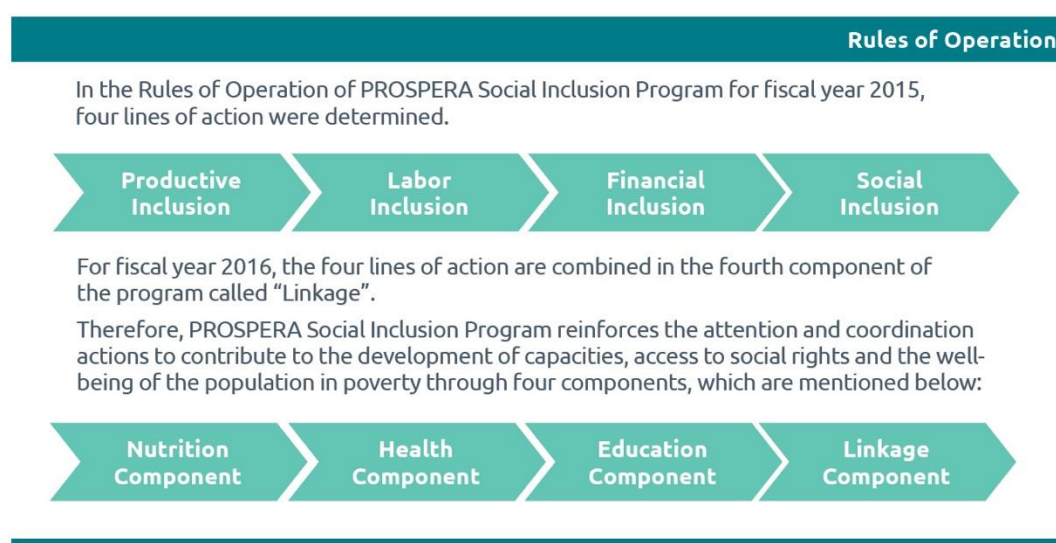 Rules of Operation
In the Rules of Operation of PROSPERA Social Inclusion Program for fiscal year 2015,
four lines of action were determined.
Productive
Inclusion
Labor
Inclusion
Financial
Inclusion
Social
Inclusion
For fiscal year 2016, the four lines of action are combined in the fourth component of
the program called “Linkage”.
Therefore, PROSPERA Social Inclusion Program reinforces the attention and coordination
actions to contribute to the development of capacities, access to social rights and the well-
being of the population in poverty through four components, which are mentioned below:
Nutrition
Component
Health
Component
Education
Component
Linkage
Component